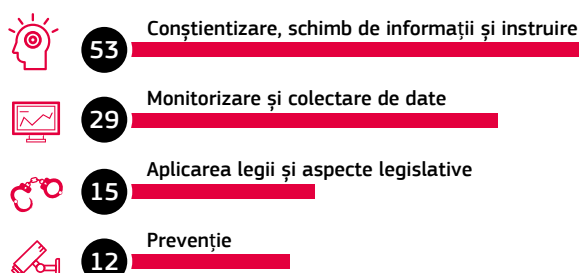 Conștientizare, schimb de informații și instruire
53
Monitorizare și colectare de date
29
Aplicarea legii și aspecte legislative
15
Prevenție
12